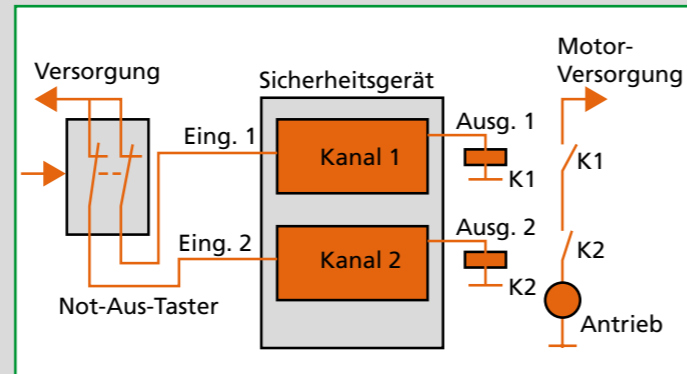 Versorgung
Sicherheitsgerät
Motor-
Versorgung
Eing. 1
Kanal 1
Ausg. 1
K1
K1
Eing. 2
Kanal 2
Ausg. 2
K2
K2
Not-Aus-Taster
Antrieb